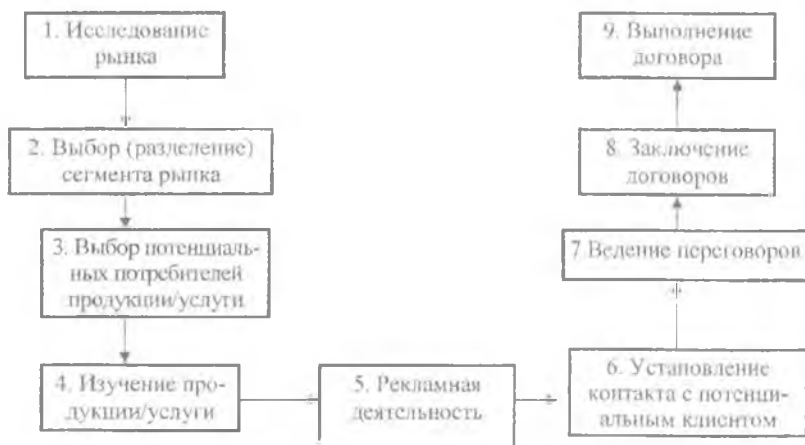 1. Исследование
рынка
2. Выбор (разделение)
сегмента рынка
3. Выбор потенциаль-
ных потребителей
продукции/услуги
4. Изучение про-
дукции/услуги
5. Рекламная
деятельность
6. Установление
контакта с потенци-
альным клиентом
7 Ведение переговоров
8. Заключение
договоров
9. Выполнение
договора